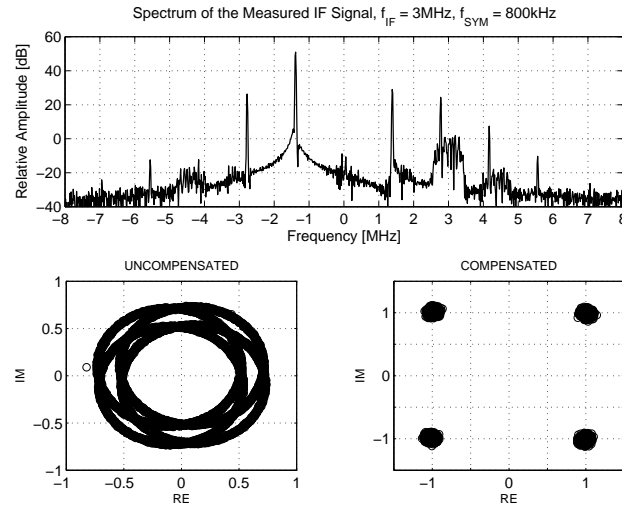 Spectrum of the Measured IF Signal, f_IF = 3MHz, f_SYM = 800kHz
Relative Amplitude [dB]
60
40
20
0
−20
−40
−8 −7 −6 −5 −4 −3 −2 −1 0 1 2 3 4 5 6 7 8
Frequency [MHz]
UNCOMPENSATED
IM
1
0.5
0
−0.5
−1
−1 −0.5 0 0.5 1
RE
COMPENSATED
IM
1
0
−1
−1 0 1
RE